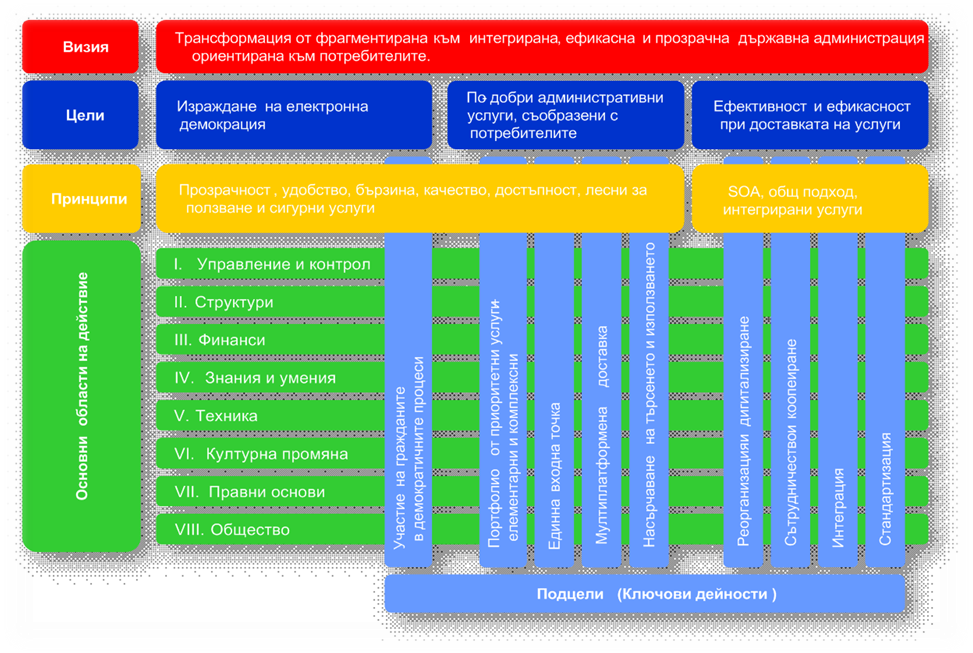 Визия
Трансформация от фрагментирана към интегрирана, ефикасна и прозрачна държавна администрация
ориентирана към потребителите.
Цели
Израждане на електронна
демокрация
По- добри административни
услуги, съобразени с
потребителите
Ефективност и ефикасност
при доставката на услуги
Принципи
Прозрачност , удобство, бързина, качество, достъпност, лесни за
ползване и сигурни услуги
SOA, общ подход,
интегрирани услуги
Основни области на действие
I. Управление и контрол
II. Структури
III. Финанси
IV. Знания и умения
V. Техника
VI. Културна промяна
VII. Правни основи
VIII. Общество
Участие на гражданите
в демократичните процеси
Портфолио от приоритетни услуги-
елементарни и комплексни
Единна входна точка
Мултиплатформена доставка
Насърчаване на търсенето и използването
Реорганизацияи дигитализиране
Сътрудничествои коопеиране
Интеграция
Стандартизация
Подцели (Ключови дейности )